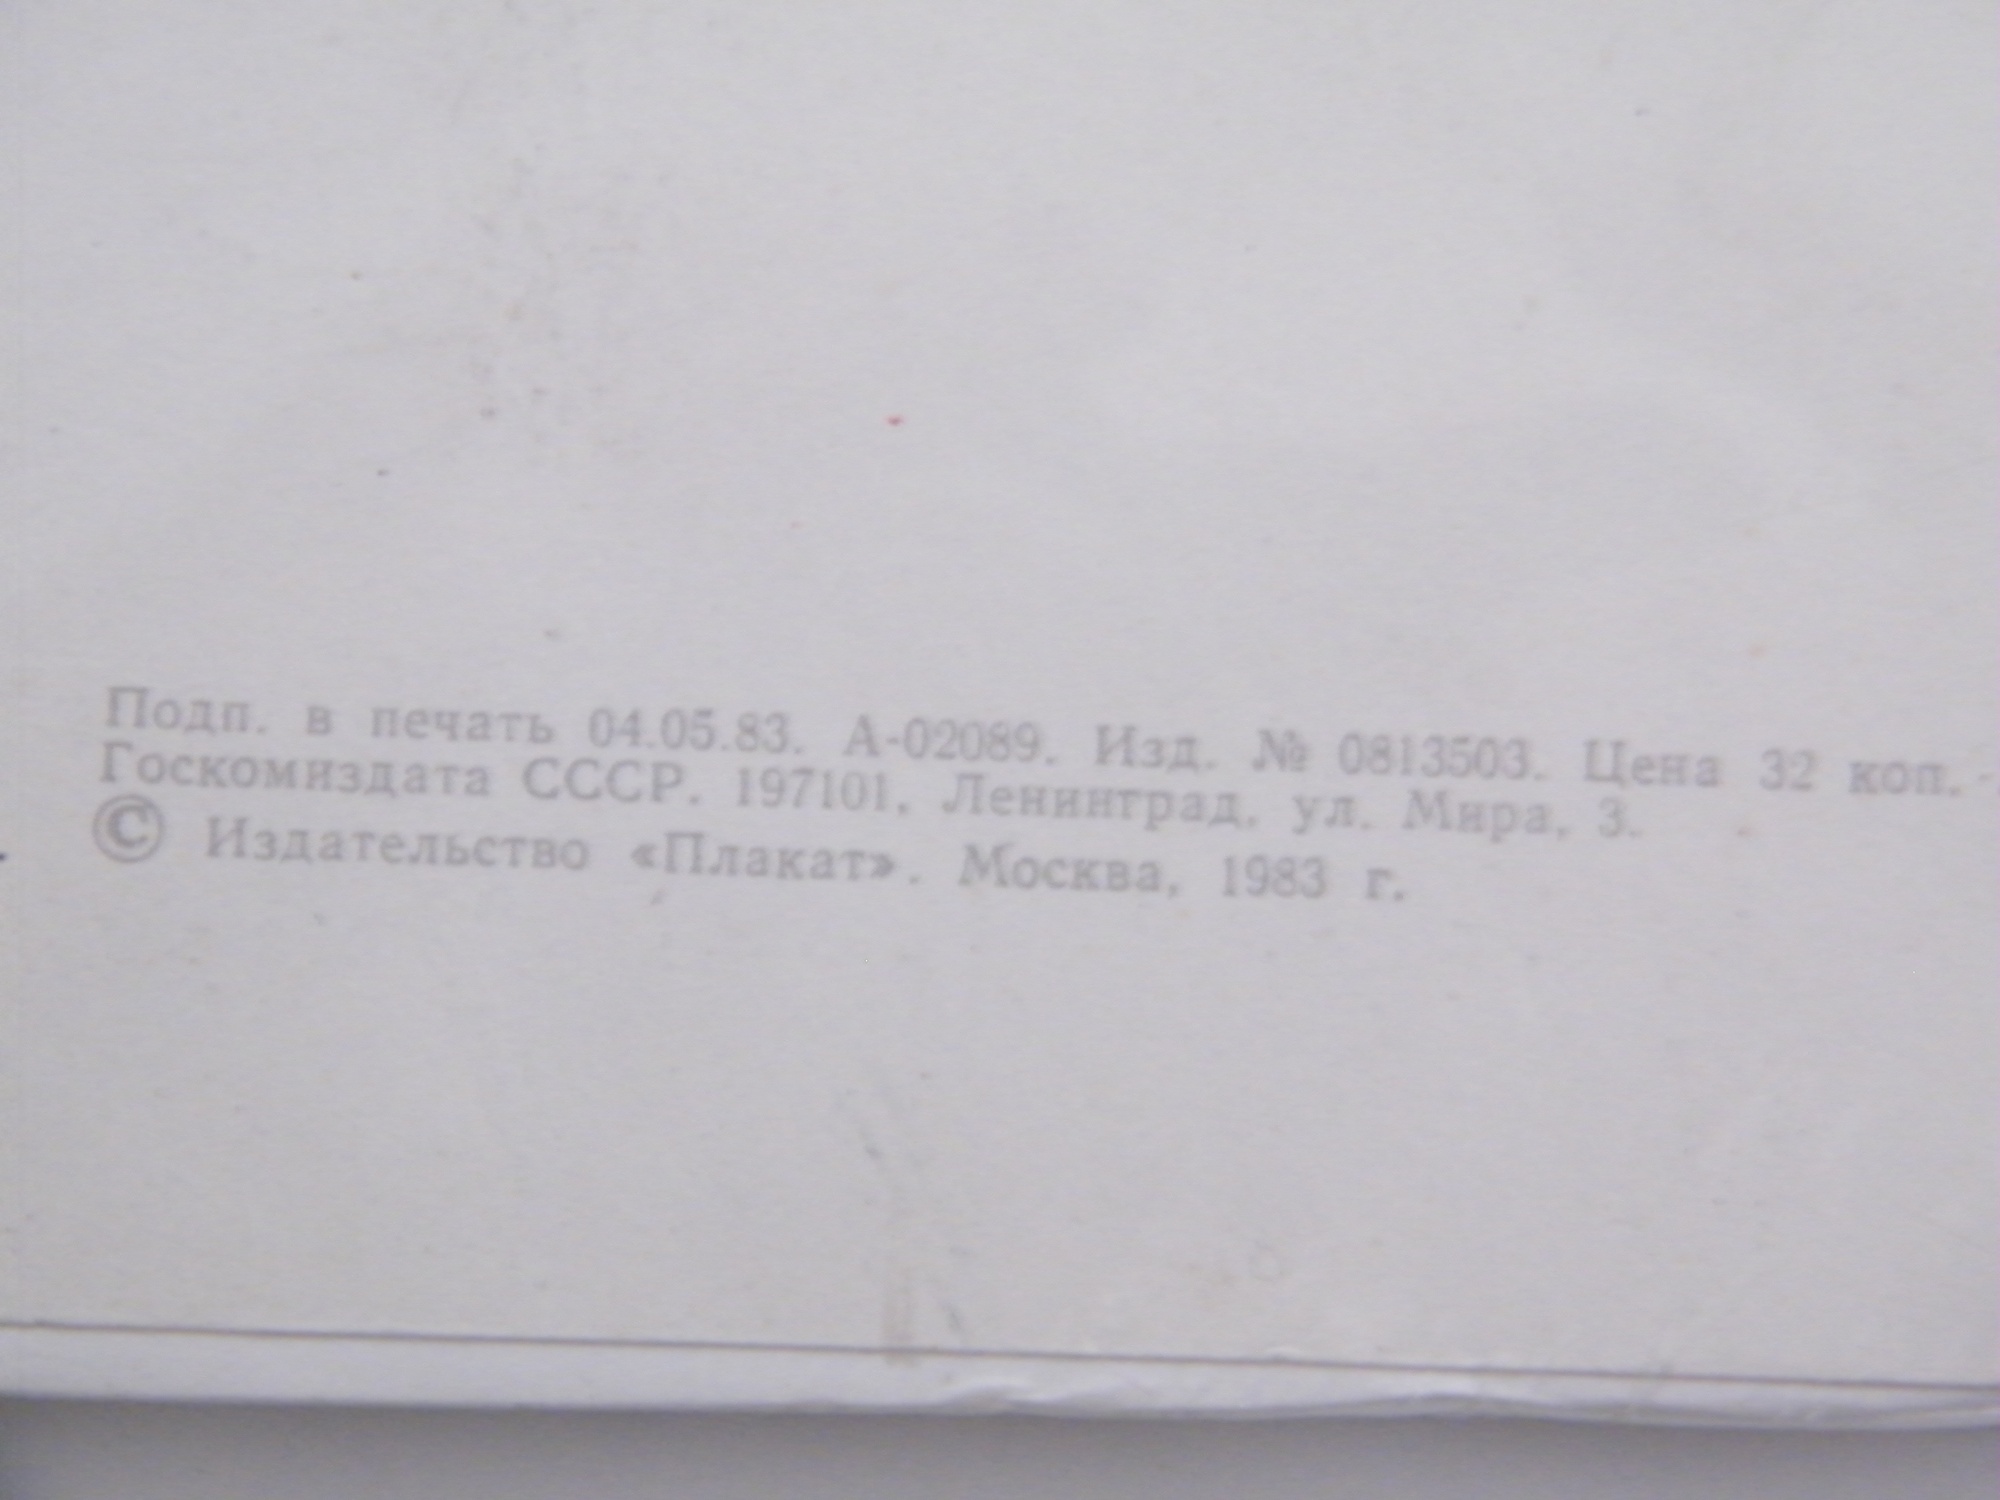 Подп. в печать 04.05.83. А-02089. Изд. № 0813503. Цена 32 коп.
Госкомиздата СССР. 197101, Ленинград, ул. Мира, 3.
© Издательство «Плакат». Москва, 1983 г.